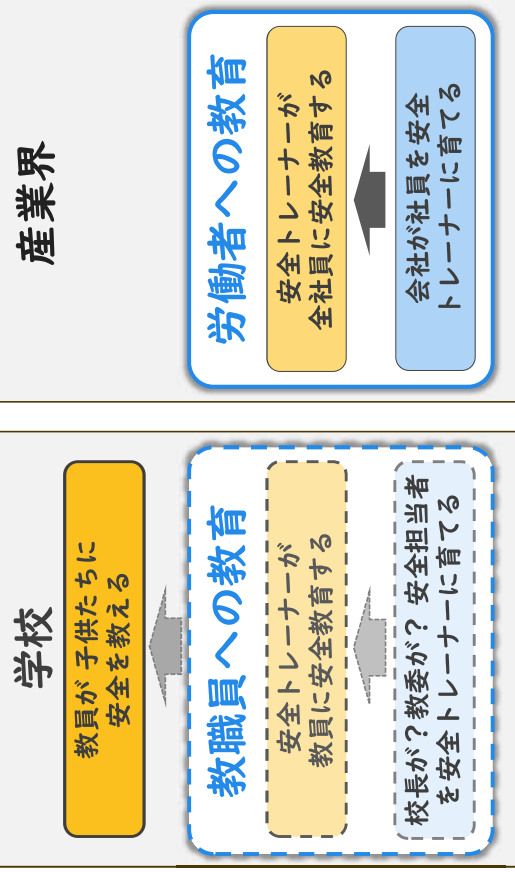 学校
教員が 子供たちに
安全を教える
教職員への教育
安全トレーナーが
教員に安全教育する
校長が？教委が？ 安全担当者
を安全トレーナーに育てる
産業界
労働者への教育
安全トレーナーが
全社員に安全教育する
会社が社員を安全
トレーナーに育てる